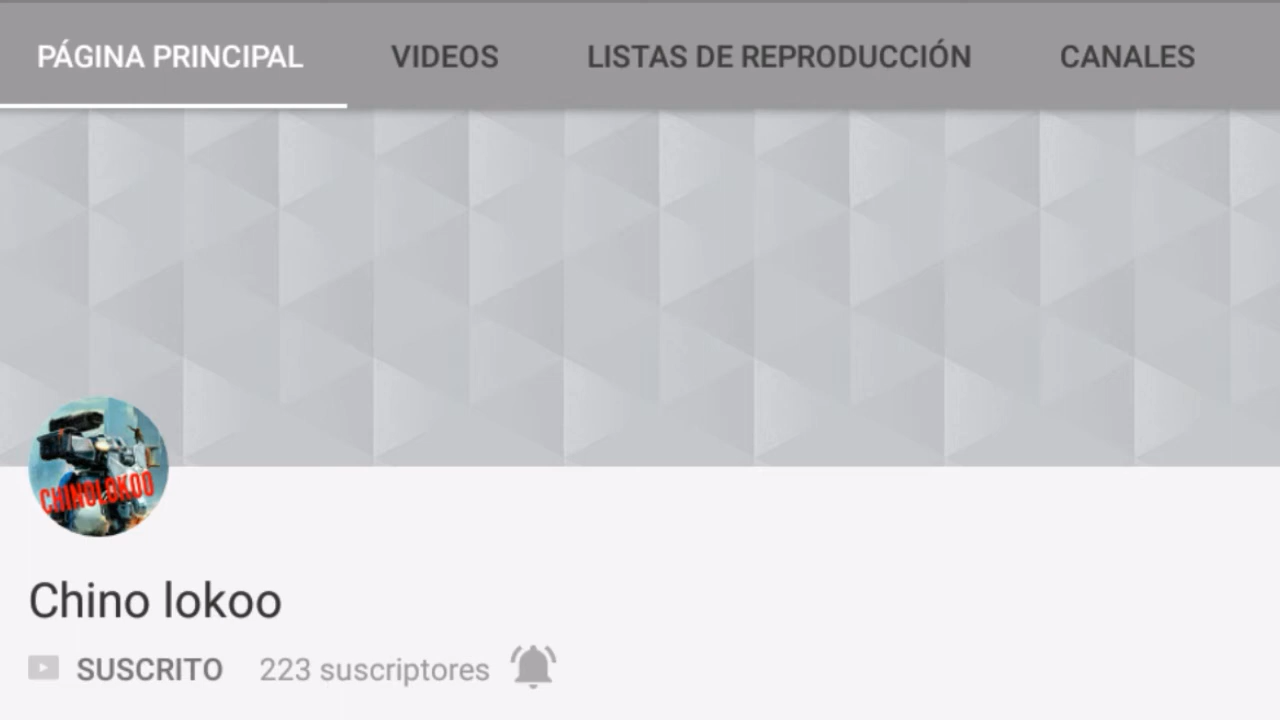 PÁGINA PRINCIPAL VIDEOS LISTAS DE REPRODUCCIÓN CANALES
CHINOLOKOO
Chino lokoo
SUSCRITO 223 suscriptores